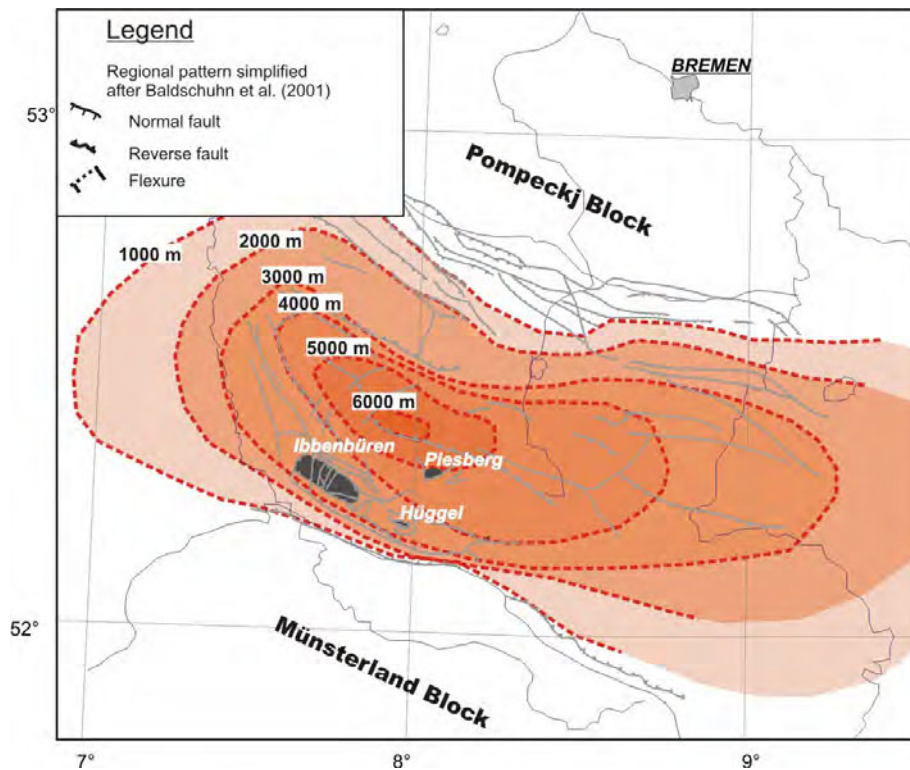 Legend
Regional pattern simplified
after Baldschuhn et al. (2001)
Normal fault
Reverse fault
Flexure
BREMEN
53°
Pompeckj Block
1000 m
2000 m
3000 m
4000 m
5000 m
6000 m
Ibbenbüren
Piesberg
Hüggel
52°
Münsterland Block
7°
8°
9°